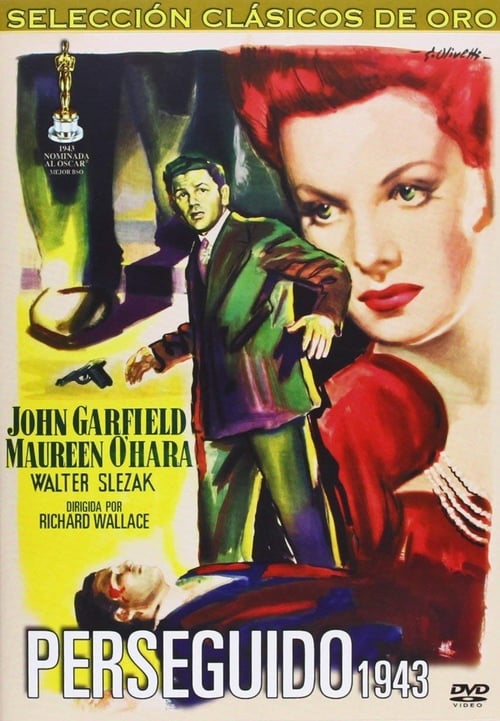 SELECCIÓN CLÁSICOS DE ORO
1943
NOMINADA
AL OSCAR
MEJOR BSO
JOHN GARFIELD
MAUREEN O'HARA
WALTER SLEZAK
DIRIGIDA POR
RICHARD WALLACE
PERSEGUIDO 1943
DVD
VIDEO